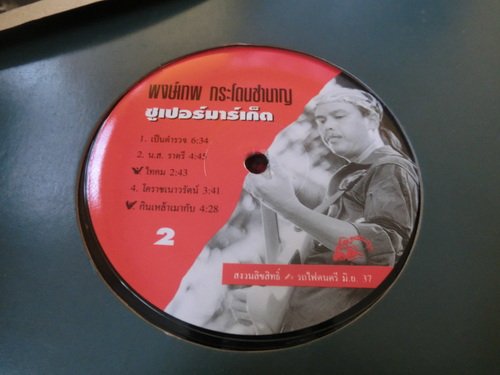 พงษ์เทพ กระโดนชำนาญ
ซูเปอร์มาร์เก็ต
1. เป็นตำรวจ 6:34
2. น.ส. ราตรี 4:45
ไทคม 2:43
4. โคราชเนาวรัตน์ 3:41
กินเหล้าเมากับ 4:28
2
สงวนลิขสิทธิ์ รถไฟดนตรี มิ.ย. 37